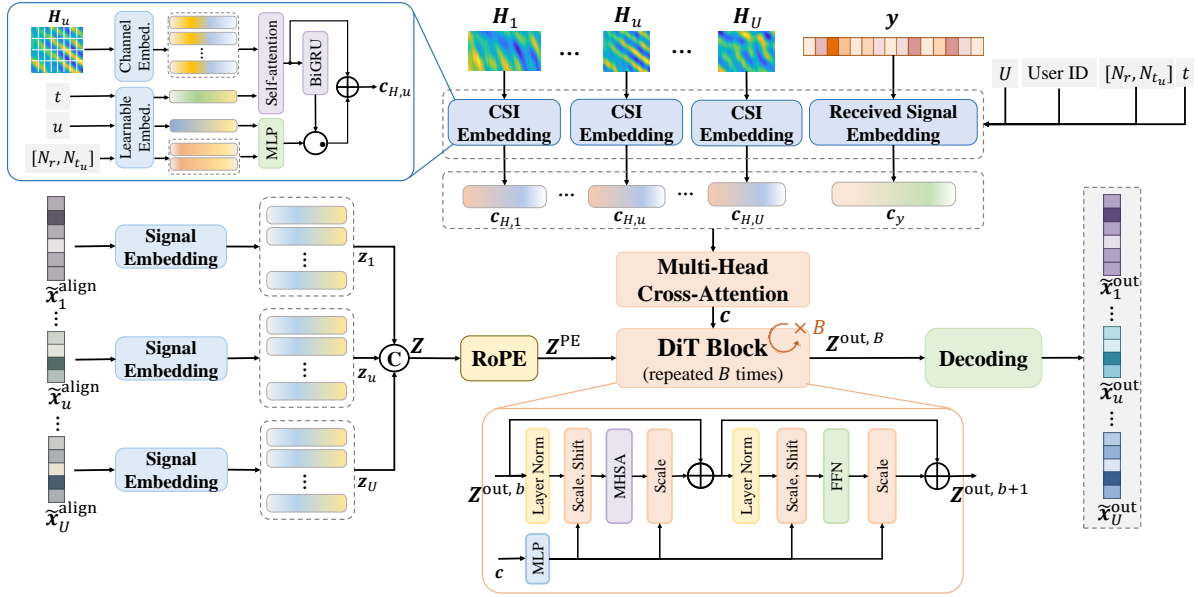 H_u
Channel
Embed.
t
u
[N_r, N_{t_u}]
Learnable
Embed.
Self-attention
MLP
BiGRU
c_{H,u}
H_1
H_u
H_U
y
...
...
U
User ID
[N_r, N_{t_u}]
t
CSI
Embedding
CSI
Embedding
CSI
Embedding
Received Signal
Embedding
c_{H,1}
...
c_{H,u}
...
c_{H,U}
c_y
Multi-Head
Cross-Attention
c
x̃_1^{align}
Signal
Embedding
z_1
x̃_u^{align}
Signal
Embedding
z_u
x̃_U^{align}
Signal
Embedding
z_U
C
Z
RoPE
Z^{PE}
DiT Block
(repeated B times)
× B
Z^{out, B}
Decoding
x̃_1^{out}
x̃_u^{out}
x̃_U^{out}
Z^{out, b}
Layer Norm
Scale, Shift
MHSA
Scale
Layer Norm
Scale, Shift
FFN
Scale
Z^{out, b+1}
c
MLP